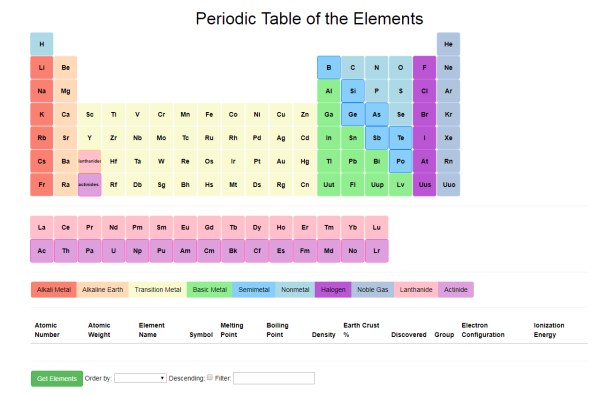 Periodic Table of the Elements
H He
Li Be B C N O F Ne
Na Mg Al Si P S Cl Ar
K Ca Sc Ti V Cr Mn Fe Co Ni Cu Zn Ga Ge As Se Br Kr
Rb Sr Y Zr Nb Mo Tc Ru Rh Pd Ag Cd In Sn Sb Te I Xe
Cs Ba lanthanides Hf Ta W Re Os Ir Pt Au Hg Tl Pb Bi Po At Rn
Fr Ra actinides Rf Db Sg Bh Hs Mt Ds Rg Cn Uut Fl Uup Lv Uus Uuo
La Ce Pr Nd Pm Sm Eu Gd Tb Dy Ho Er Tm Yb Lu
Ac Th Pa U Np Pu Am Cm Bk Cf Es Fm Md No Lr
Alkali Metal Alkaline Earth Transition Metal Basic Metal Semimetal Nonmetal Halogen Noble Gas Lanthanide Actinide
Atomic Atomic Element Melting Boiling Earth Crust Electron Ionization
Number Weight Name Symbol Point Point Density % Discovered Group Configuration Energy
Get Elements Order by: Descending: Filter: